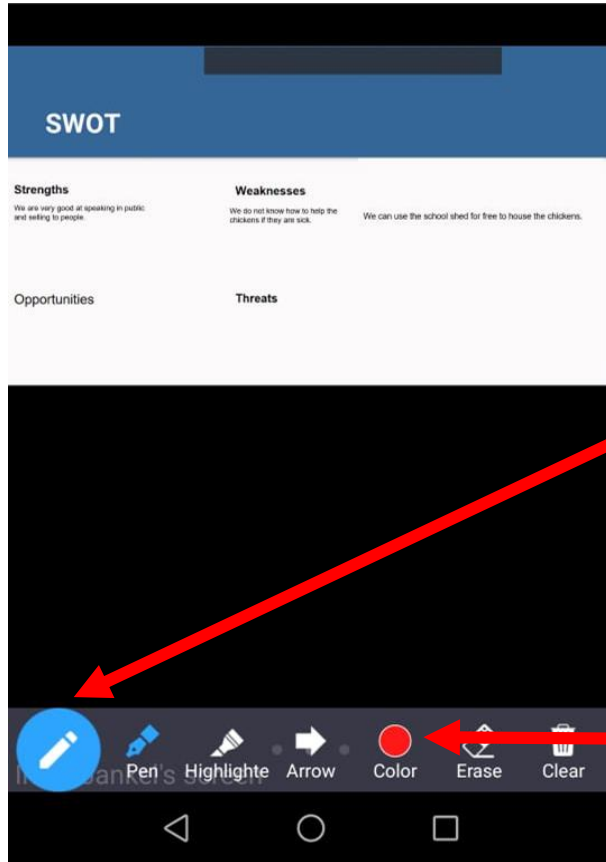 SWOT
Strengths
We are very good at speaking in public
and selling to people.
Weaknesses
We do not know how to help the
chickens if they are sick.
We can use the school shed for free to house the chickens.
Opportunities
Threats
Pen
Highlighte
Arrow
Color
Erase
Clear
screen